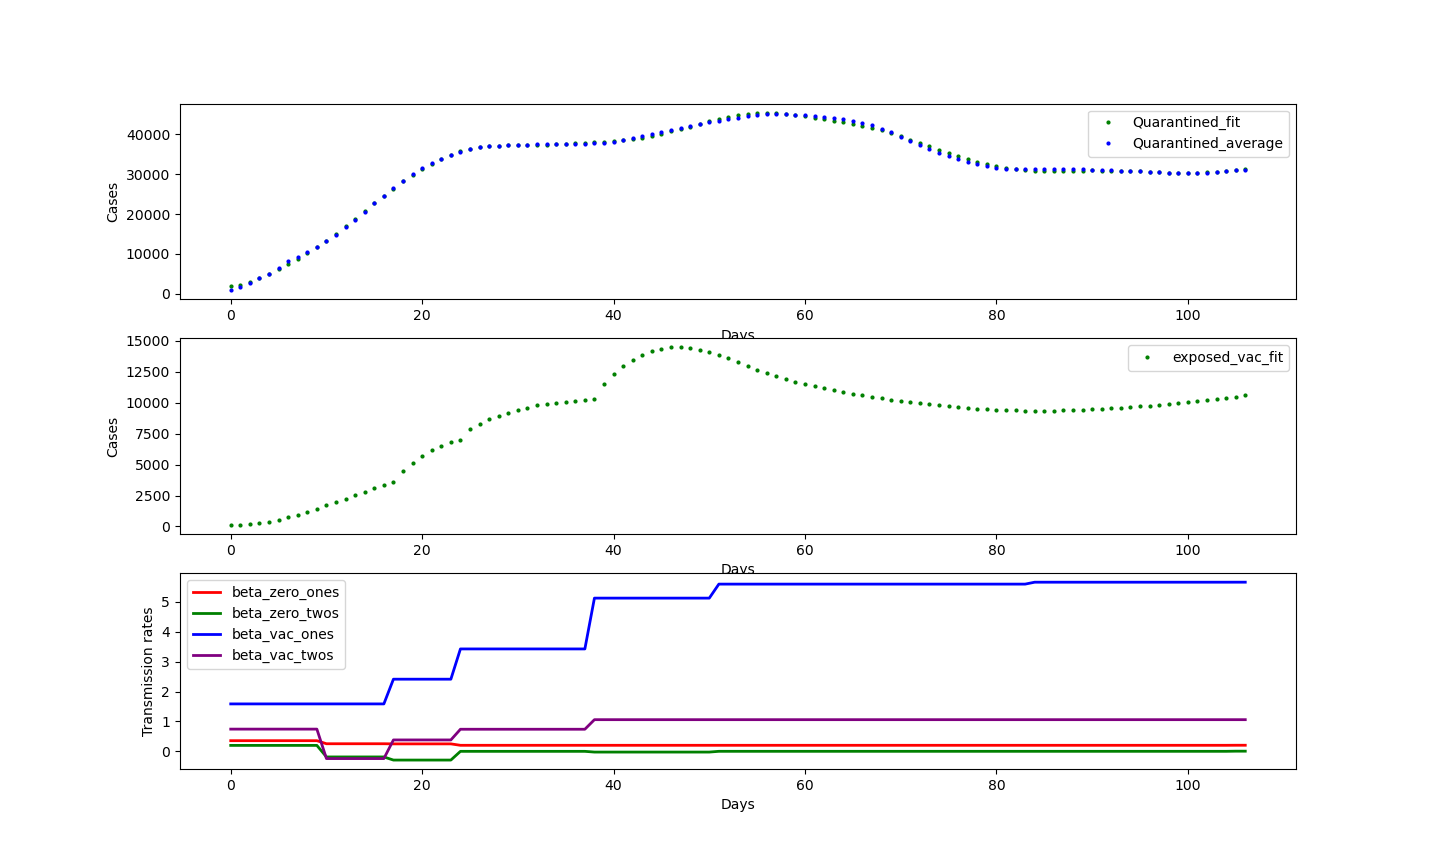 40000
30000
20000
10000
0
Cases
Quarantined_fit
Quarantined_average
0 20 40 60 80 100
Days
15000
12500
10000
7500
5000
2500
0
Cases
exposed_vac_fit
0 20 40 60 80 100
Days
5
4
3
2
1
0
Transmission rates
beta_zero_ones
beta_zero_twos
beta_vac_ones
beta_vac_twos
0 20 40 60 80 100
Days